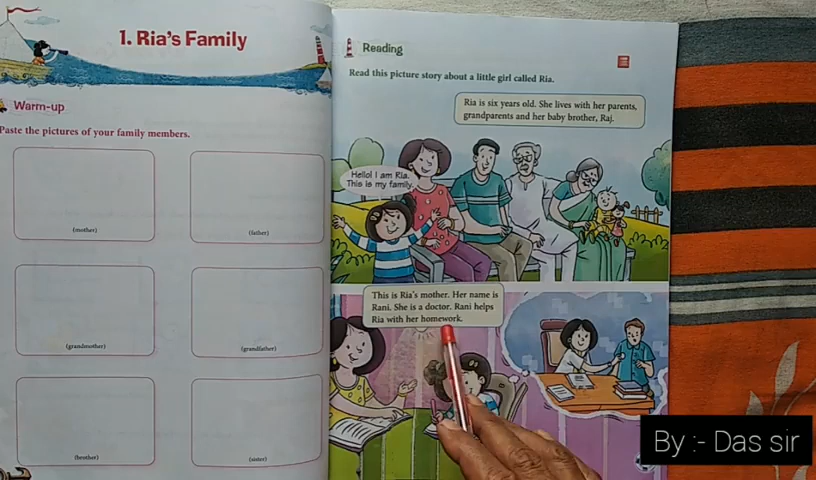 1. Ria's Family
Warm-up
Paste the pictures of your family members.
(mother)
(father)
(grandmother)
(grandfather)
(brother)
(sister)
Reading
Read this picture story about a little girl called Ria.
Ria is six years old. She lives with her parents,
grandparents and her baby brother, Raj.
Hello! I am Ria.
This is my family.
This is Ria's mother. Her name is
Rani. She is a doctor. Rani helps
Ria with her homework.
By :- Das sir